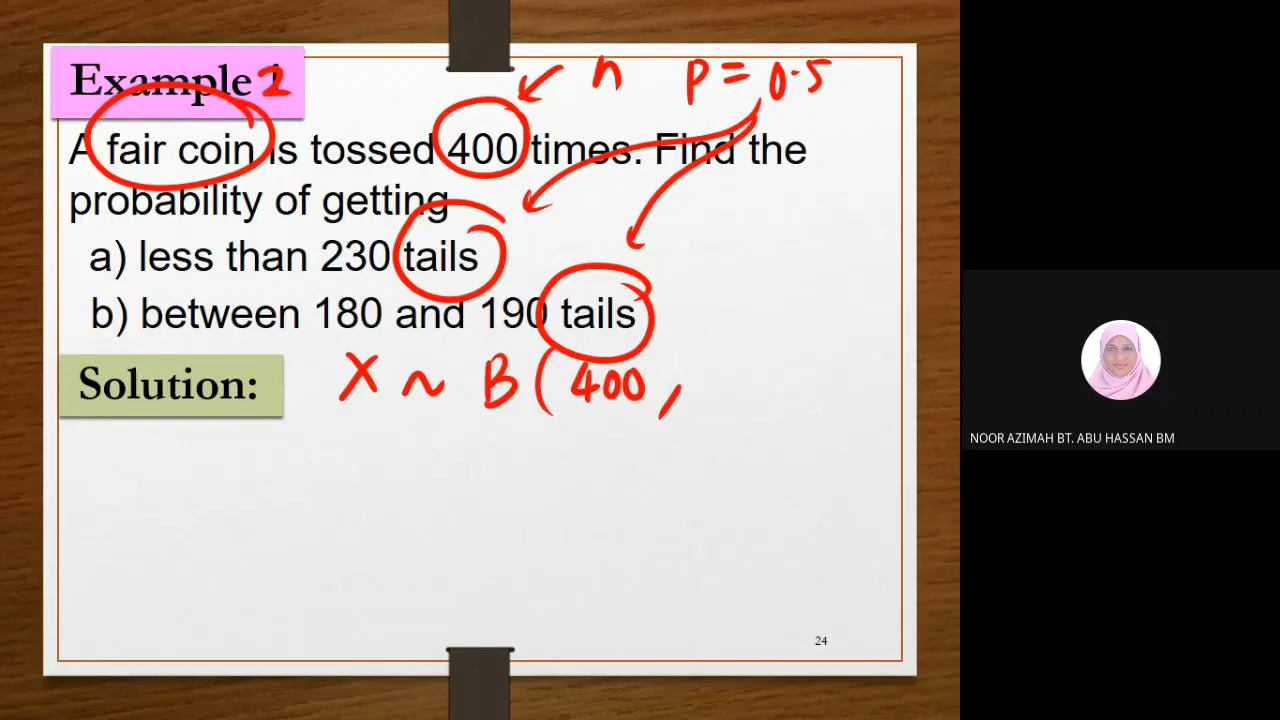 Example 2
n p = 0.5
A fair coin is tossed 400 times. Find the
probability of getting
a) less than 230 tails
b) between 180 and 190 tails
Solution: X ~ B ( 400 ,
NOOR AZIMAH BT. ABU HASSAN BM
24